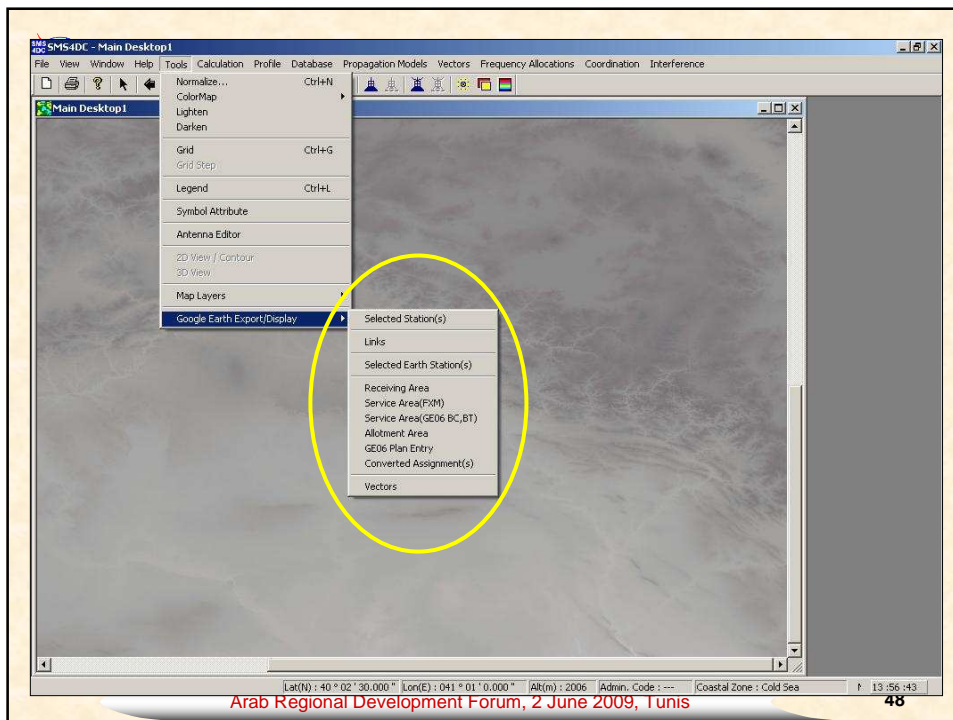 SMS4DC - Main Desktop1
File View Window Help Tools Calculation Profile Database Propagation Models Vectors Frequency Allocations Coordination Interference
Main Desktop1
Normalize... Ctrl+N
ColorMap
Lighten
Darken
Grid Ctrl+G
Grid Step
Legend Ctrl+L
Symbol Attribute
Antenna Editor
2D View / Contour
3D View
Map Layers
Google Earth Export/Display
Selected Station(s)
Links
Selected Earth Station(s)
Receiving Area
Service Area(FXM)
Service Area(GE06 BC,BT)
Allotment Area
GE06 Plan Entry
Converted Assignment(s)
Vectors
Lat(N) : 40 ° 02 ' 30.000 " Lon(E) : 041 ° 01 ' 0.000 " Alt(m) : 2006 Admin. Code : --- Coastal Zone : Cold Sea 13 :56 :43
Arab Regional Development Forum, 2 June 2009, Tunis 48